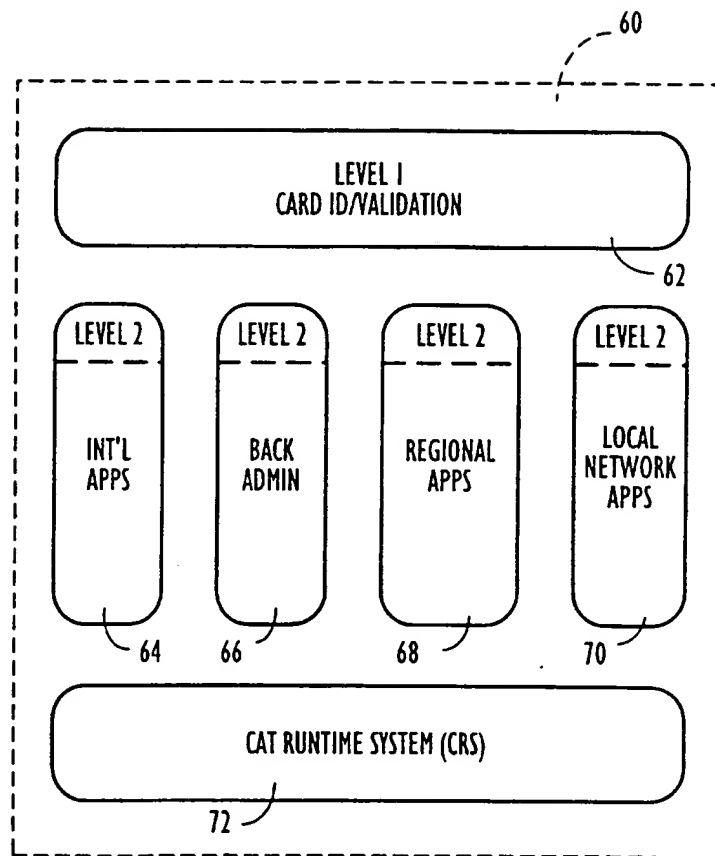 60
LEVEL 1
CARD ID/VALIDATION
62
LEVEL 2
LEVEL 2
LEVEL 2
LEVEL 2
INT'L
APPS
BACK
ADMIN
REGIONAL
APPS
LOCAL
NETWORK
APPS
64
66
68
70
CAT RUNTIME SYSTEM (CRS)
72